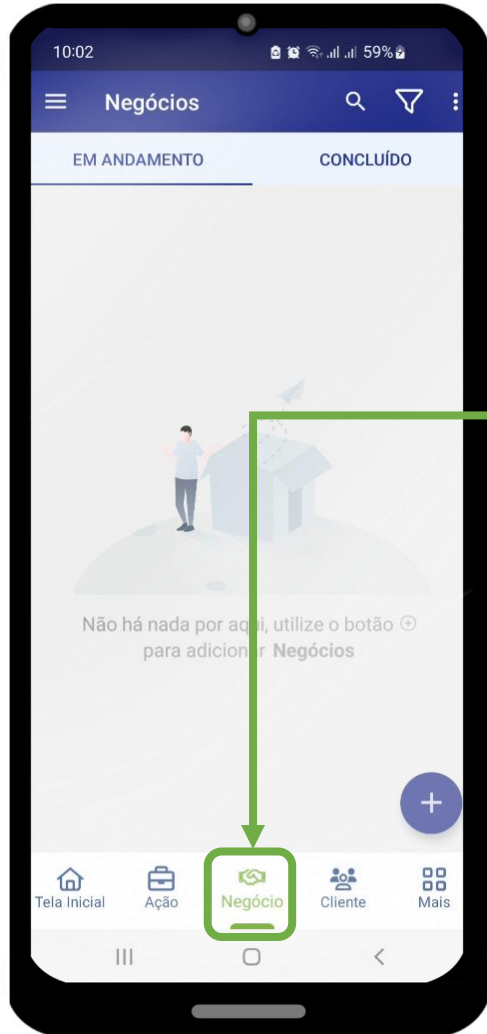 10:02 59%
Negócios
EM ANDAMENTO CONCLUÍDO
Não há nada por aqui, utilize o botão ⊕
para adicionar Negócios
+
Tela Inicial Ação Negócio Cliente Mais